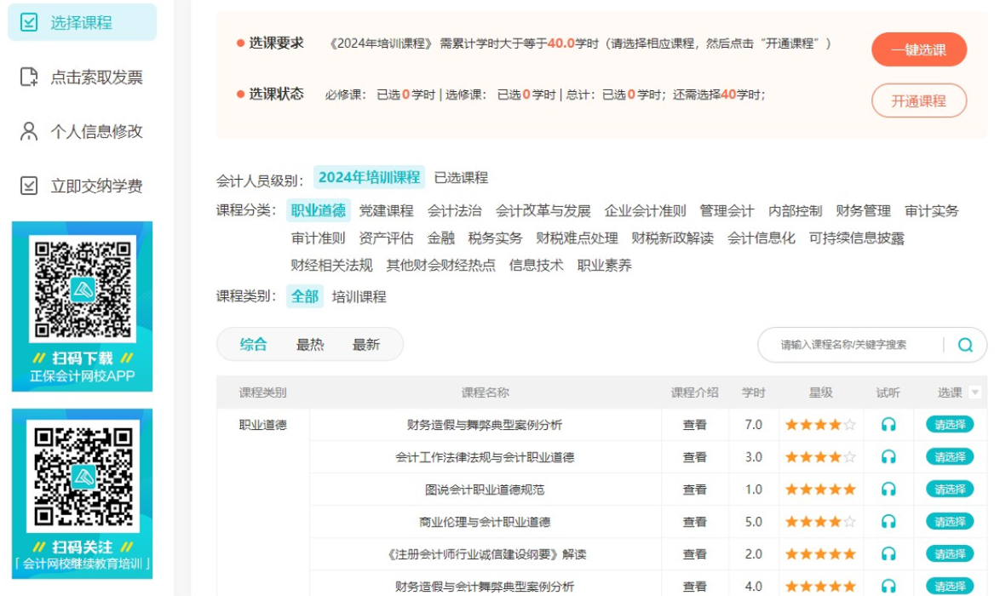 选择课程
点击索取发票
个人信息修改
立即交纳学费
扫码下载
正保会计网校APP
扫码关注
「会计网校继续教育培训」
选课要求 《2024年培训课程》 需累计学时大于等于40.0学时（请选择相应课程，然后点击“开通课程”）
一键选课
选课状态 必修课： 已选0学时 | 选修课： 已选0学时 | 总计：已选0学时；还需选择40学时；
开通课程
会计人员级别： 2024年培训课程 已选课程
课程分类： 职业道德 党建课程 会计法治 会计改革与发展 企业会计准则 管理会计 内部控制 财务管理 审计实务
审计准则 资产评估 金融 税务实务 财税难点处理 财税新政解读 会计信息化 可持续信息披露
财经相关法规 其他财会财经热点 信息技术 职业素养
课程类别： 全部 培训课程
综合 最热 最新 请输入课程名称/关键字搜索
课程类别 课程名称 课程介绍 学时 星级 试听 选课
职业道德 财务造假与舞弊典型案例分析 查看 7.0 请选择
会计工作法律法规与会计职业道德 查看 3.0 请选择
图说会计职业道德规范 查看 1.0 请选择
商业伦理与会计职业道德 查看 5.0 请选择
《注册会计师行业诚信建设纲要》解读 查看 2.0 请选择
财务造假与会计舞弊典型案例分析 查看 4.0 请选择